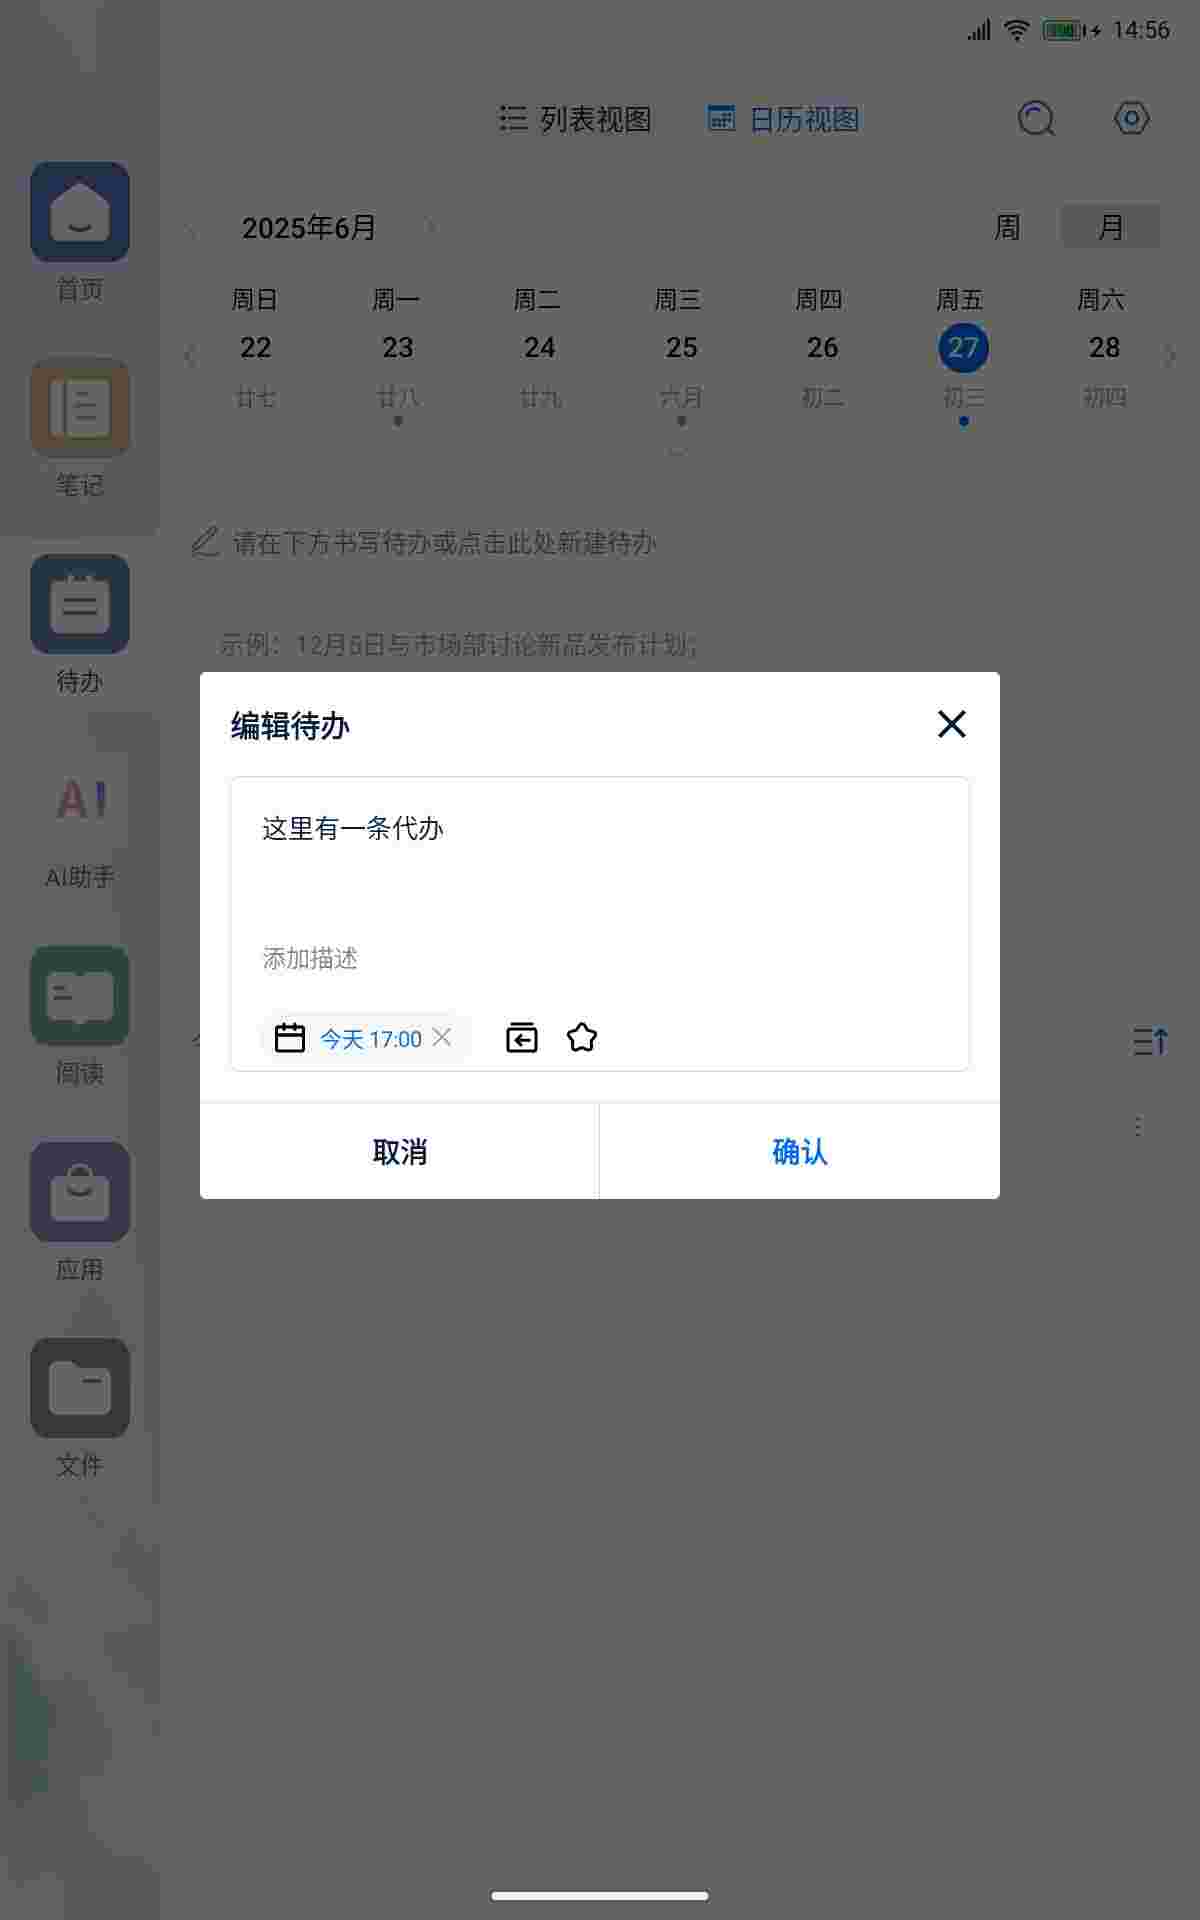 14:56
列表视图 日历视图
2025年6月 周 月
周日 周一 周二 周三 周四 周五 周六
22 23 24 25 26 27 28
廿七 廿八 廿九 六月 初二 初三 初四
请在下方书写待办或点击此处新建待办
示例：12月6日与市场部讨论新品发布计划；
首页
笔记
待办
AI
AI助手
阅读
应用
文件
编辑待办
这里有一条代办
添加描述
今天 17:00
取消 确认